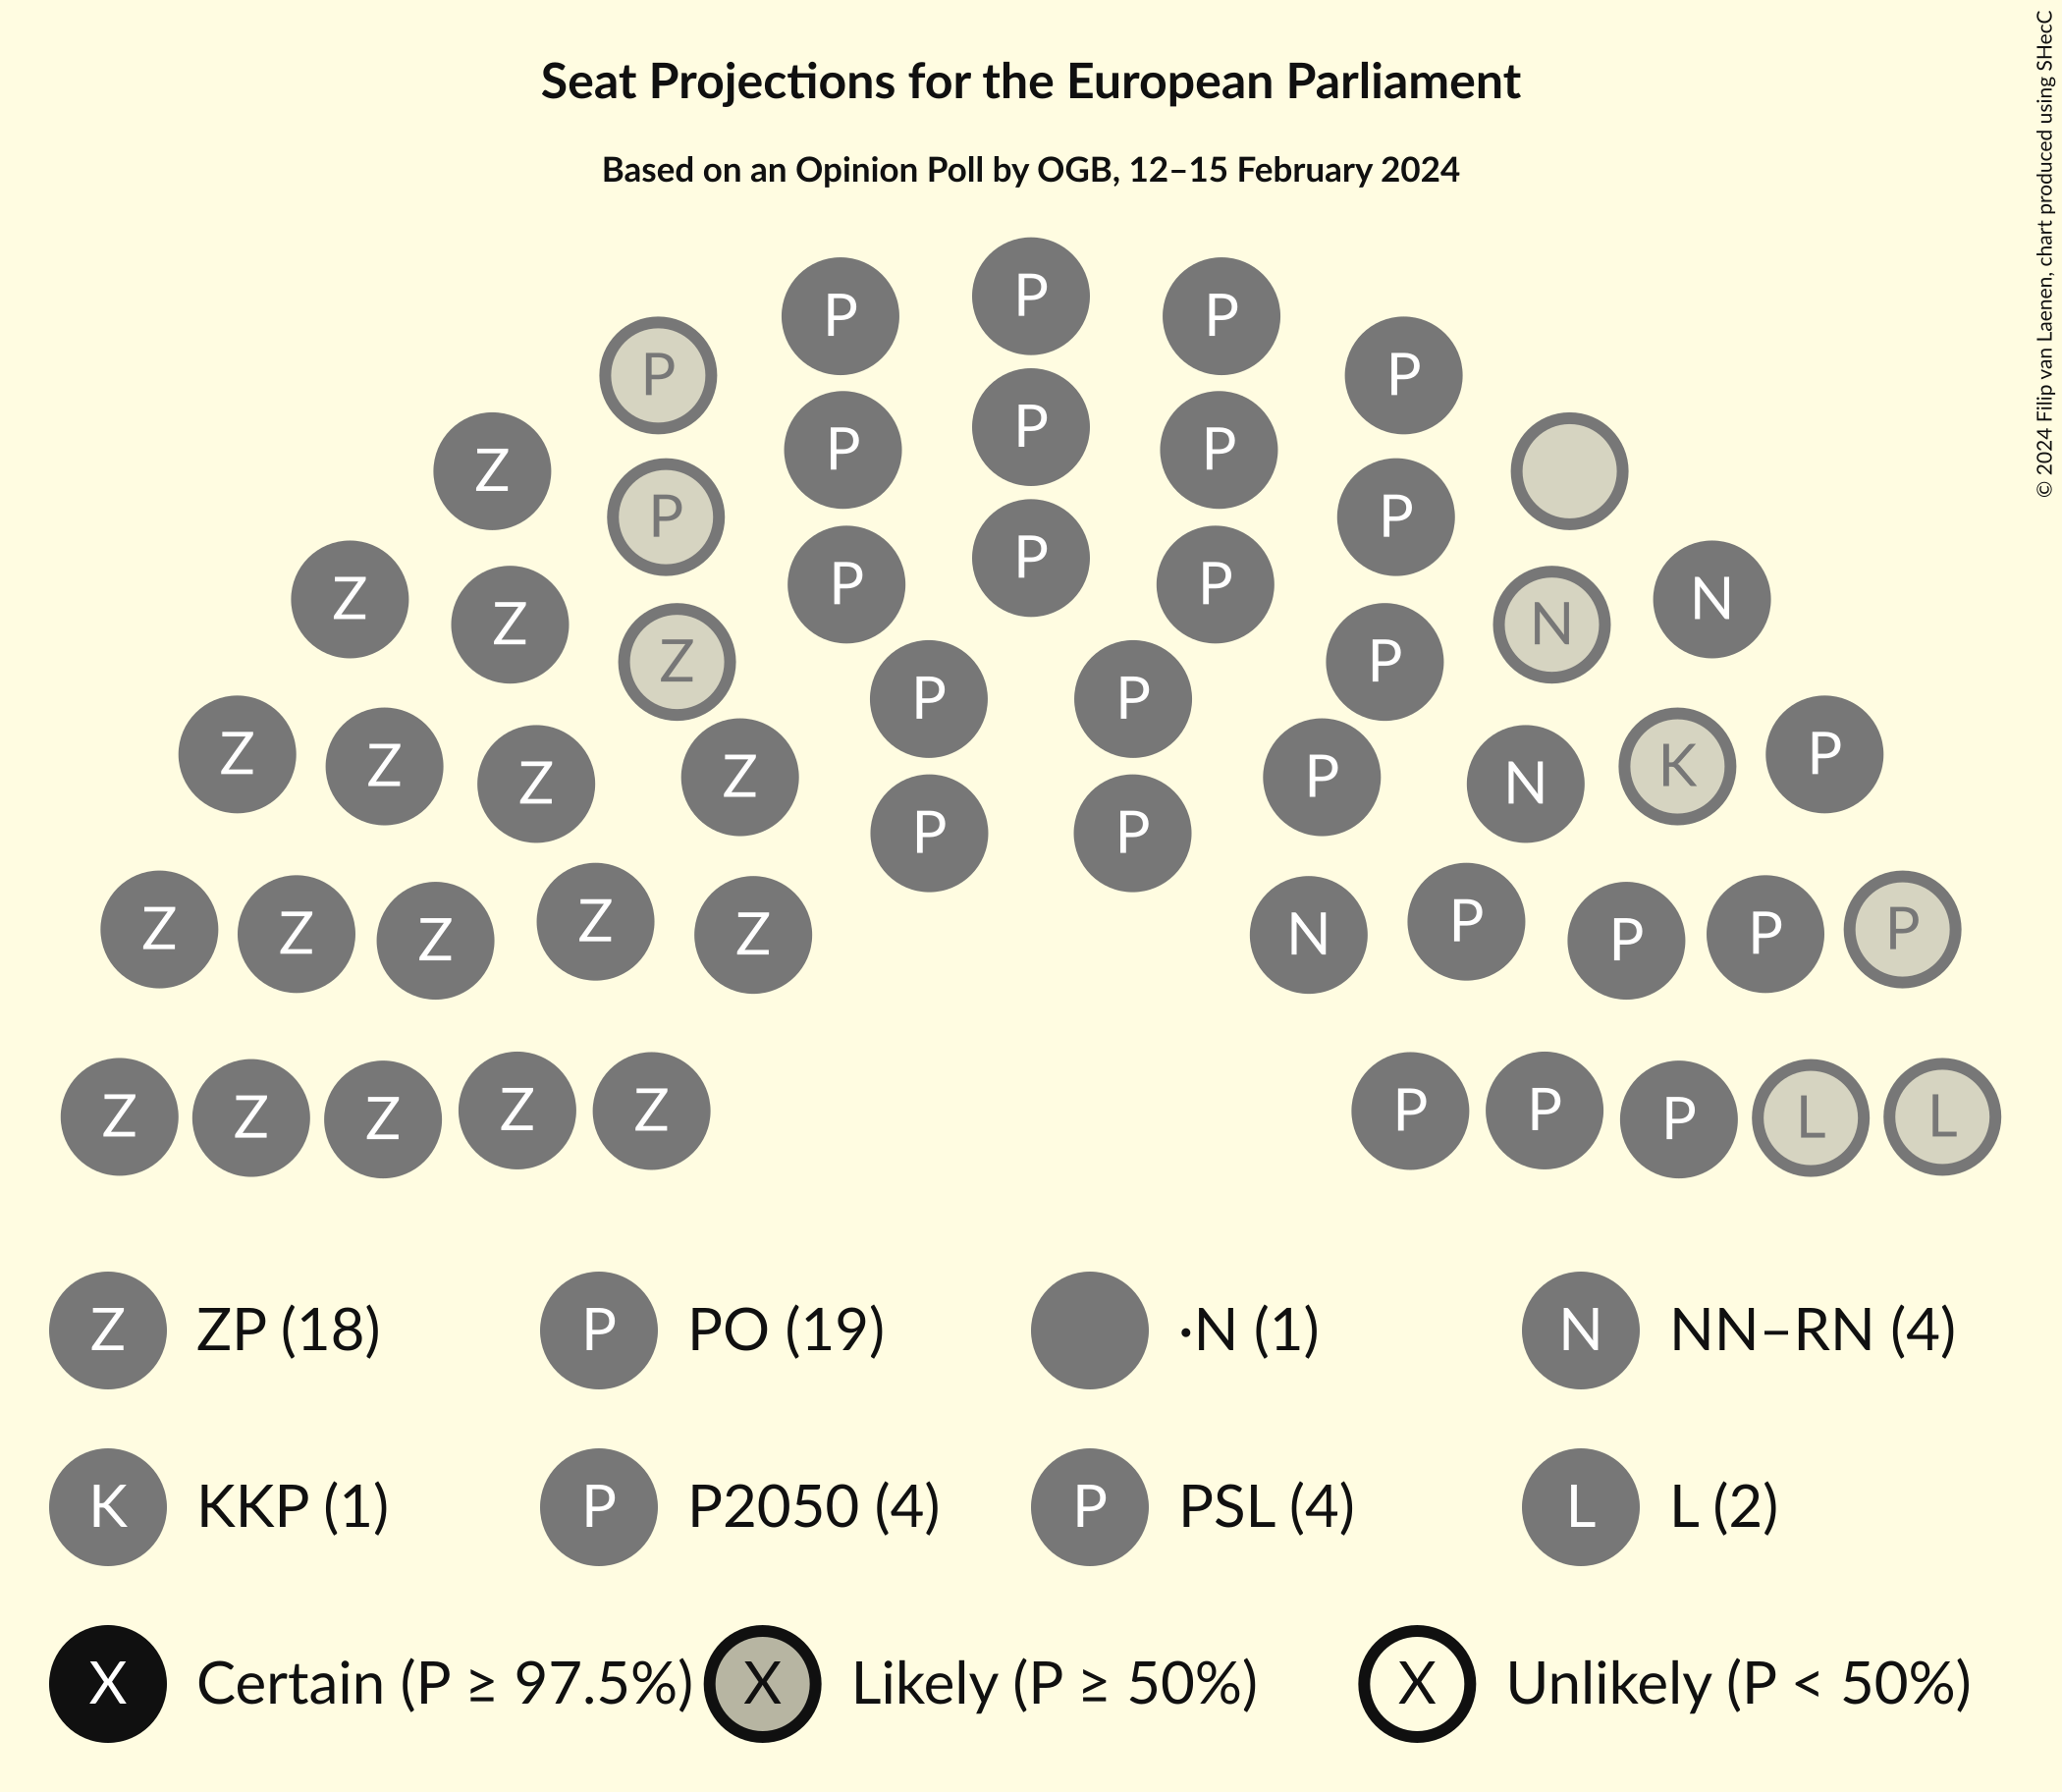 Seat Projections for the European Parliament
Based on an Opinion Poll by OGB, 12–15 February 2024
© 2024 Filip van Laenen, chart produced using SHecC
P
P P
P P
Z
P
P P
P P
Z N
Z P
P P
P
Z Z N
P P
Z Z Z Z P N K P
P P
Z Z Z Z Z N P P P P
Z Z Z Z Z P P P L L
Z ZP (18) P PO (19) ·N (1) N NN–RN (4)
K KKP (1) P P2050 (4) P PSL (4) L L (2)
X Certain (P ≥ 97.5%) X Likely (P ≥ 50%) X Unlikely (P < 50%)